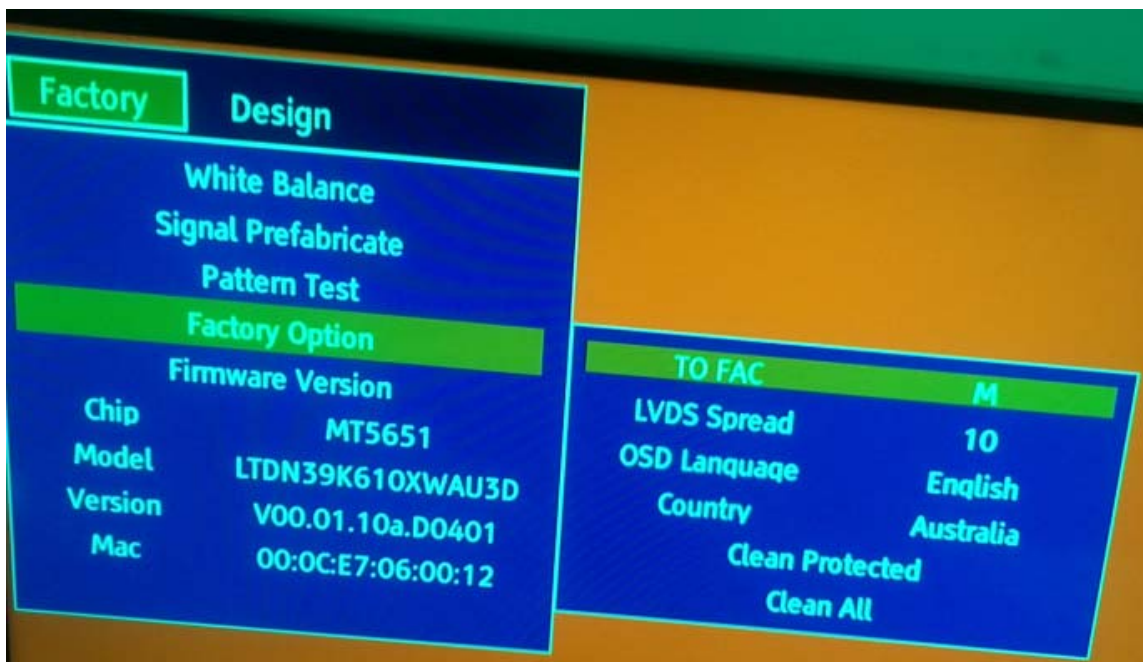 Factory Design
White Balance
Signal Prefabricate
Pattern Test
Factory Option
Firmware Version
Chip MT5651
Model LTDN39K610XWAU3D
Version V00.01.10a.D0401
Mac 00:0C:E7:06:00:12
TO FAC M
LVDS Spread 10
OSD Language English
Country Australia
Clean Protected
Clean All